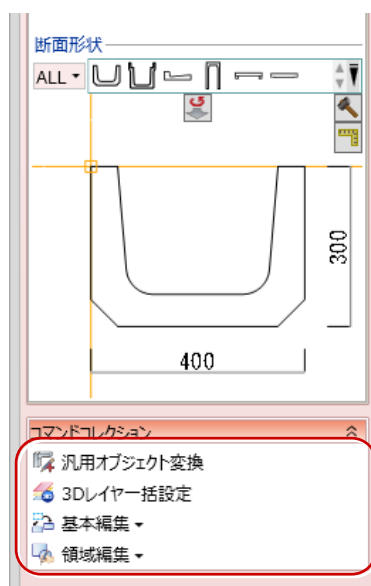 断面形状
ALL
300
400
コマンドコレクション
汎用オブジェクト変換
3Dレイヤ一括設定
基本編集
領域編集